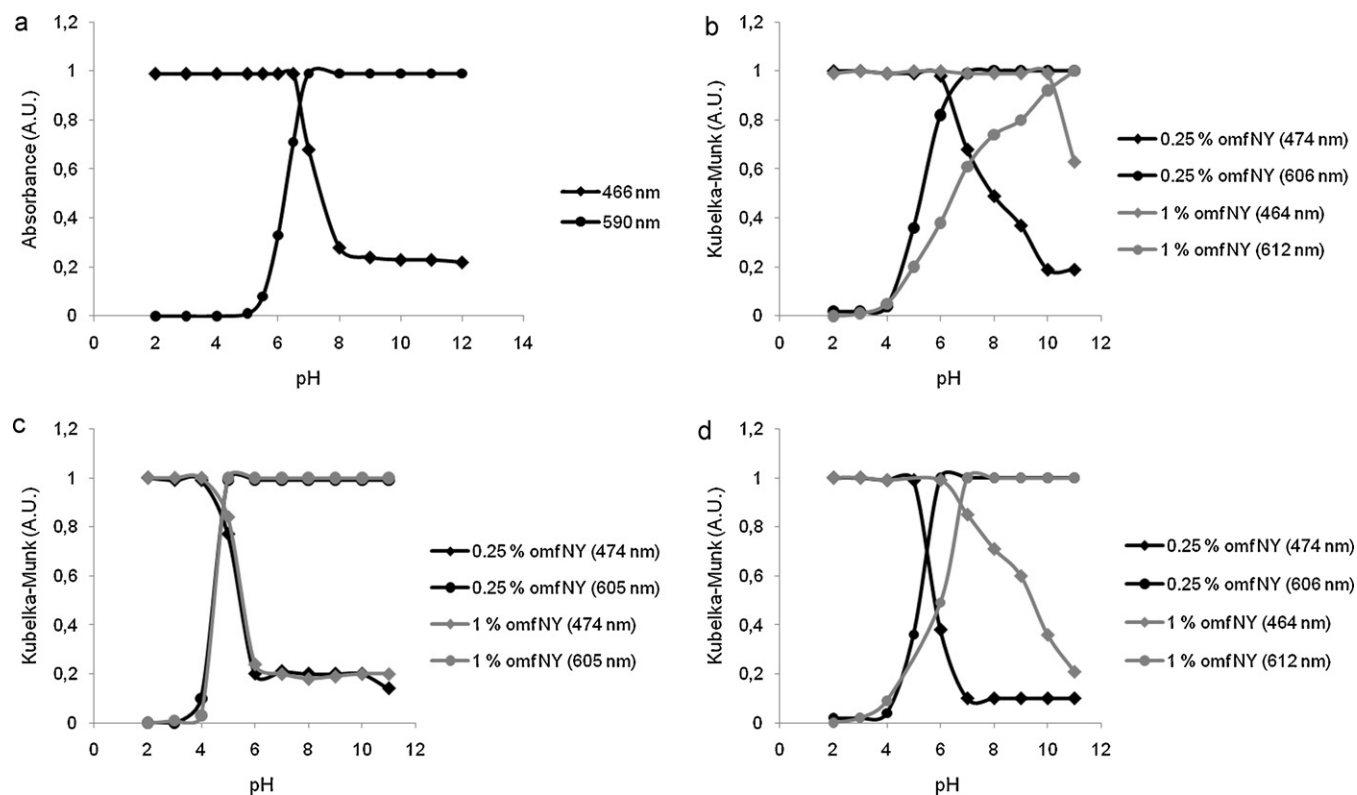 a
1,2
1
0,8
0,6
0,4
0,2
0
Absorbance (A.U.)
0 2 4 6 8 10 12 14
pH
466 nm
590 nm
b
1,2
1
0,8
0,6
0,4
0,2
0
Kubelka-Munk (A.U.)
0 2 4 6 8 10 12
pH
0.25 % omfNY (474 nm)
0.25 % omfNY (606 nm)
1 % omfNY (464 nm)
1 % omfNY (612 nm)
c
1,2
1
0,8
0,6
0,4
0,2
0
Kubelka-Munk (A.U.)
0 2 4 6 8 10 12
pH
0.25 % omfNY (474 nm)
0.25 % omfNY (605 nm)
1 % omfNY (474 nm)
1 % omfNY (605 nm)
d
1,2
1
0,8
0,6
0,4
0,2
0
Kubelka-Munk (A.U.)
0 2 4 6 8 10 12
pH
0.25 % omfNY (474 nm)
0.25 % omfNY (606 nm)
1 % omfNY (464 nm)
1 % omfNY (612 nm)